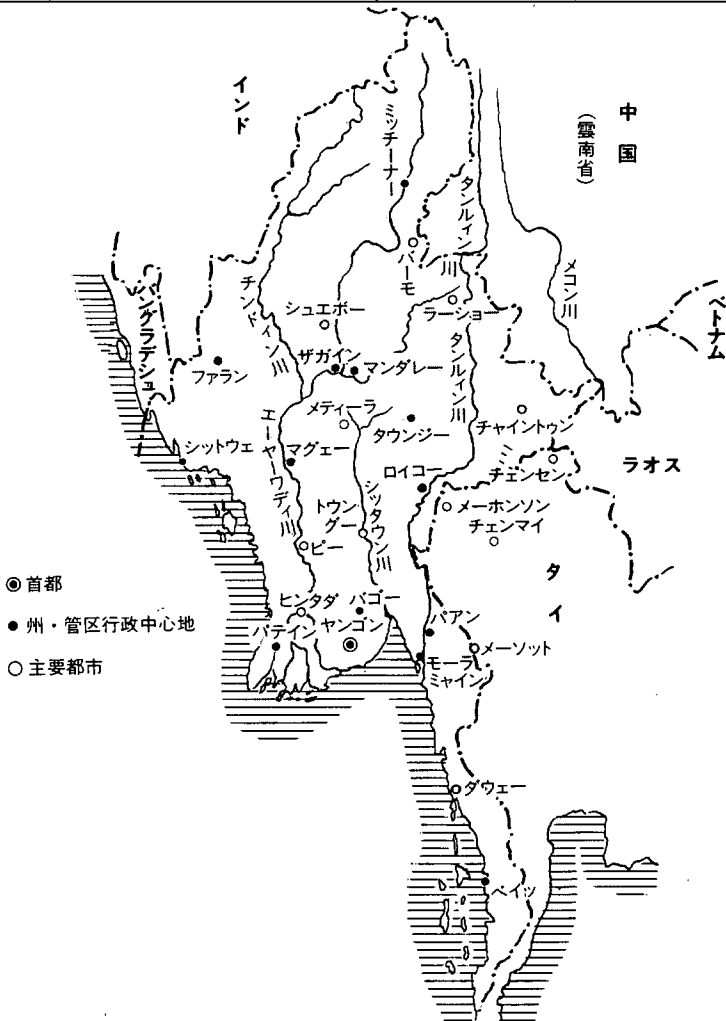 インド
中国
(雲南省)
ミッチーナー
タンルィン川
バーモ
メコン川
ベトナム
バングラデシュ
チンドィン川
シュエボー
ラーショー
タンルィン川
ファラン
ザガイン
マンダレー
メティーラ
タウンジー
チャイントゥン
シットウェ
エーヤーワディ川
マグェー
チェンセン
ラオス
ロイコー
シッタウン川
トウン
グー
メーホンソン
チェンマイ
ピー
タイ
ヒンタダ
バゴー
パテイン
ヤンゴン
パアン
メーソット
モーラ
ミャイン
ダウェー
ベイッ
◎首都
●州・管区行政中心地
○主要都市